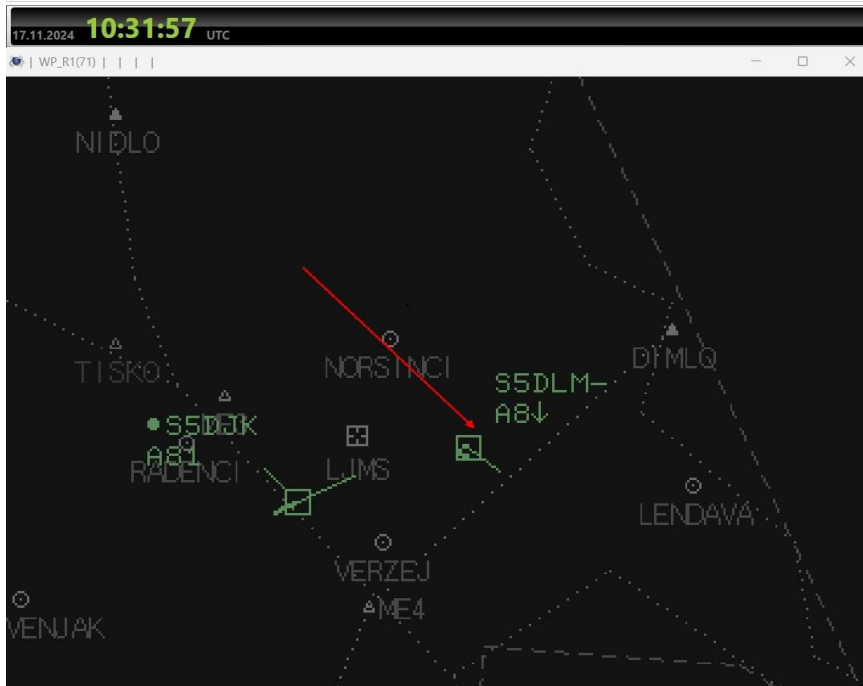 17.11.2024 10:31:57 UTC
| WP_R1(71) | | | |
NIDLO
TISKO
NORSINCI
DIMLO
S5DLM-
A8↓
S5DJK
A81
RADENCI
LJMS
LENDAVA
VERZEJ
ME4
VENJAK